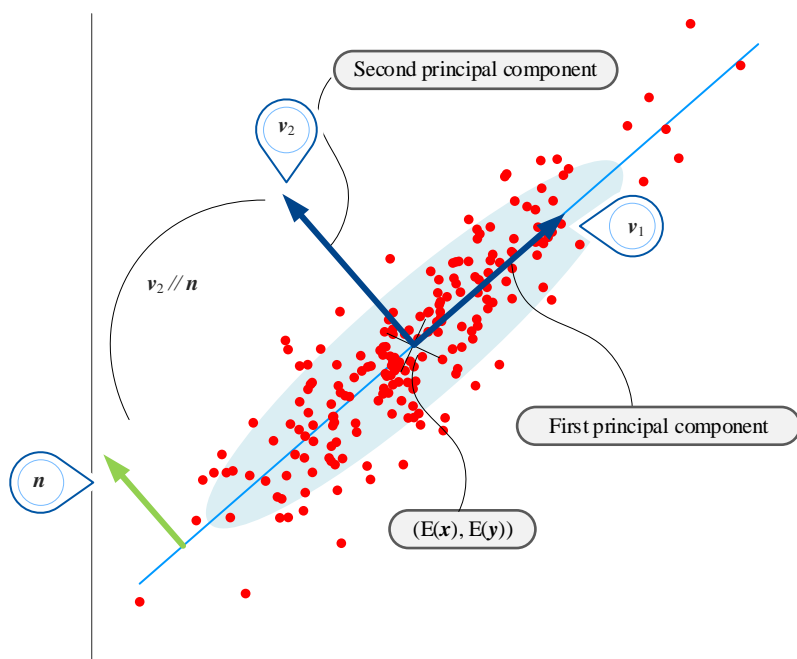 Second principal component
v2
v1
v2 // n
First principal component
n
(E(x), E(y))